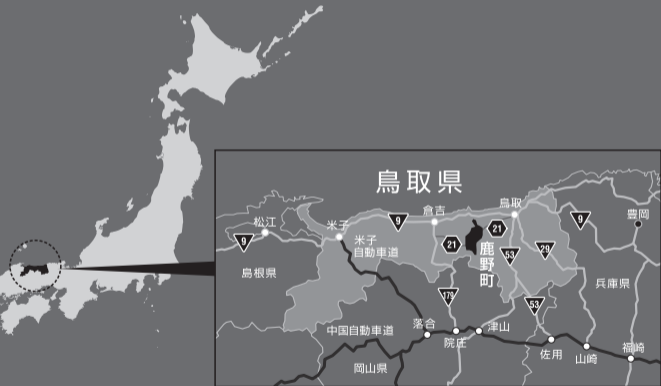 鳥取県
鳥取
倉吉
豊岡
松江
米子
9
9
21
21
9
9
米子
自動車道
鹿野町
53
29
島根県
兵庫県
179
53
中国自動車道
落合
院庄
津山
佐用
山崎
福崎
岡山県